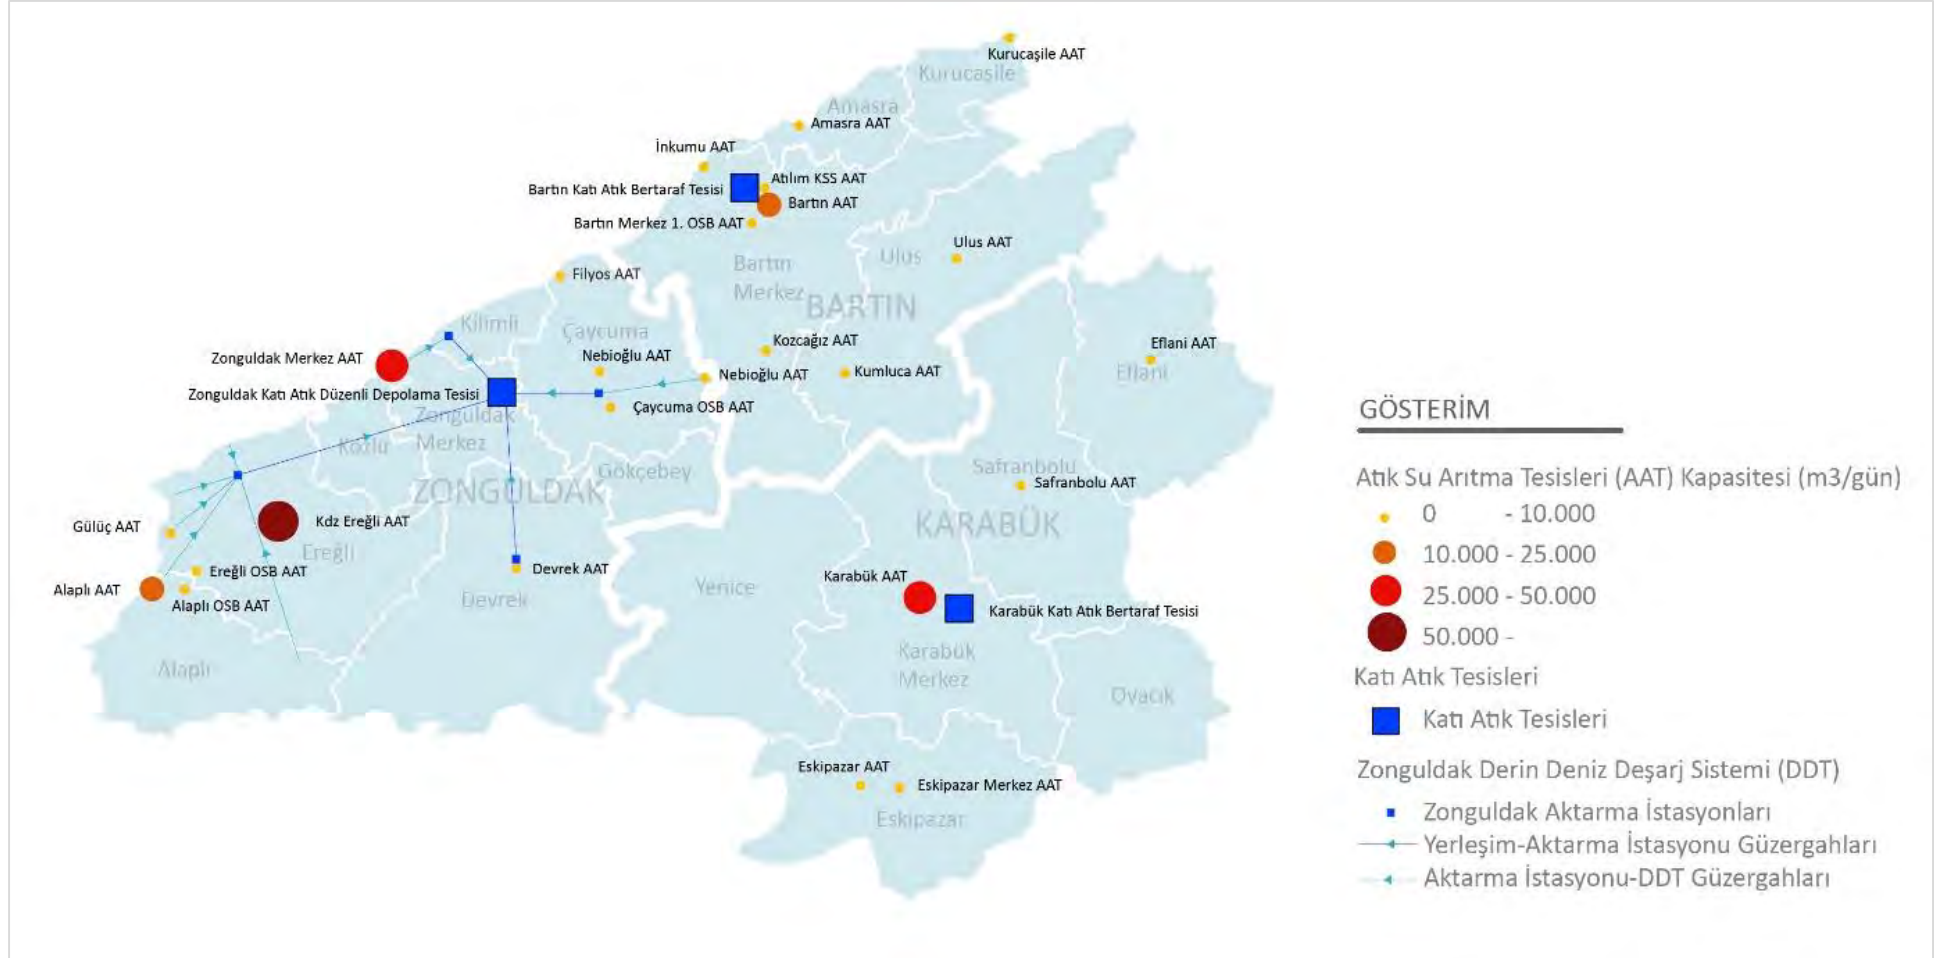 Kurucaşile AAT
Kurucaşile
Amasra
Amasra AAT
İnkumu AAT
Atılım KSS AAT
Bartın Katı Atık Bertaraf Tesisi
Bartın AAT
Bartın Merkez 1. OSB AAT
Ulus AAT
Ulus
Bartın
Merkez
Filyos AAT
BARTIN
Kilimli
Çaycuma
Kozcağız AAT
Eflani AAT
Zonguldak Merkez AAT
Nebioğlu AAT
Nebioğlu AAT
Kumluca AAT
Eflani
Zonguldak Katı Atık Düzenli Depolama Tesisi
Çaycuma OSB AAT
Zonguldak
Merkez
Kozlu
Gökçebey
Safranbolu
Safranbolu AAT
ZONGULDAK
Gülüç AAT
Kdz Ereğli AAT
KARABÜK
Ereğli
Ereğli OSB AAT
Devrek AAT
Karabük AAT
Alaplı AAT
Alaplı OSB AAT
Devrek
Yenice
Karabük Katı Atık Bertaraf Tesisi
Alaplı
Karabük
Merkez
Ovacık
Eskipazar AAT
Eskipazar Merkez AAT
Eskipazar
GÖSTERİM
Atık Su Arıtma Tesisleri (AAT) Kapasitesi (m3/gün)
0 - 10.000
10.000 - 25.000
25.000 - 50.000
50.000 -
Katı Atık Tesisleri
Katı Atık Tesisleri
Zonguldak Derin Deniz Deşarj Sistemi (DDT)
Zonguldak Aktarma İstasyonları
Yerleşim-Aktarma İstasyonu Güzergahları
Aktarma İstasyonu-DDT Güzergahları